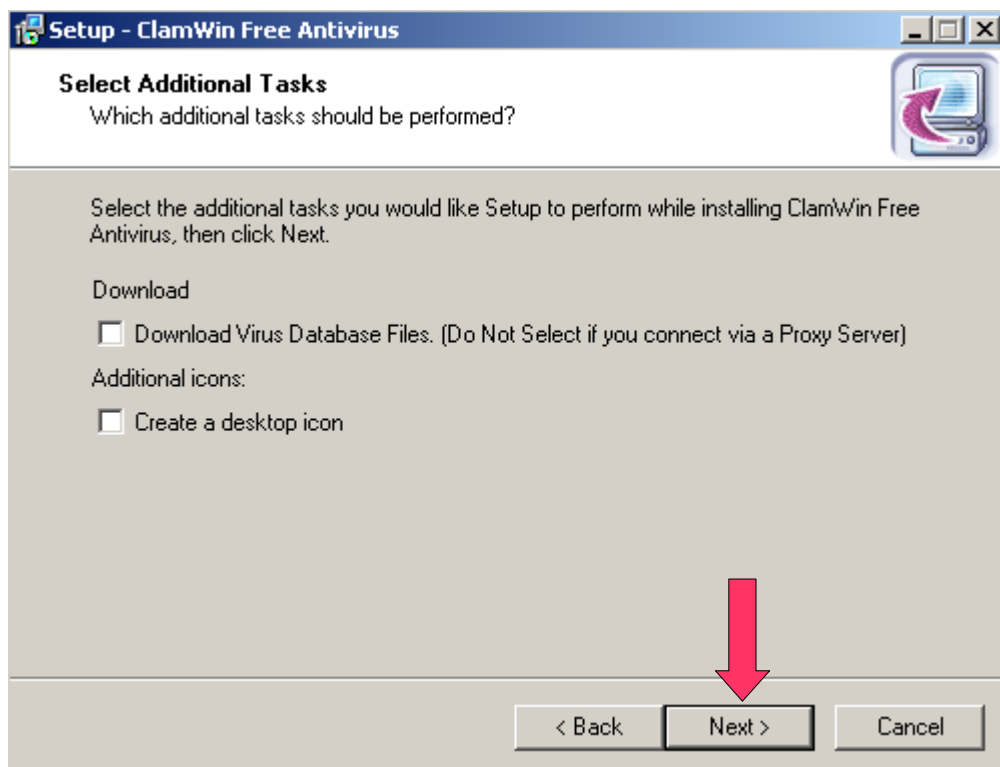 Setup - ClamWin Free Antivirus
Select Additional Tasks
Which additional tasks should be performed?
Select the additional tasks you would like Setup to perform while installing ClamWin Free
Antivirus, then click Next.
Download
Download Virus Database Files. (Do Not Select if you connect via a Proxy Server)
Additional icons:
Create a desktop icon
< Back Next > Cancel